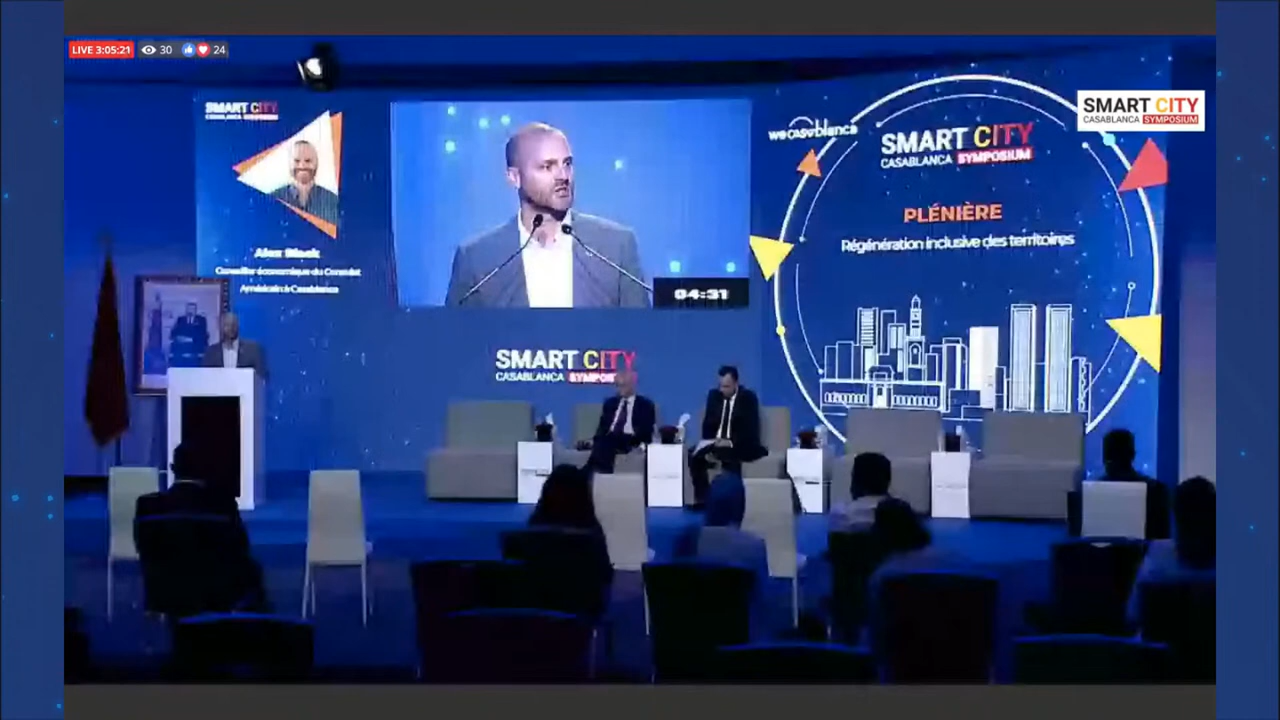 LIVE 3:05:21
30
24
SMART CITY
CASABLANCA SYMPOSIUM
Alex Black
Conseiller économique du Consulat
Américain à Casablanca
04:31
SMART CITY
CASABLANCA SYMPOSIUM
wecasablanca
SMART CITY
CASABLANCA SYMPOSIUM
PLÉNIÈRE
Régénération inclusive des territoires
SMART CITY
CASABLANCA SYMPOSIUM